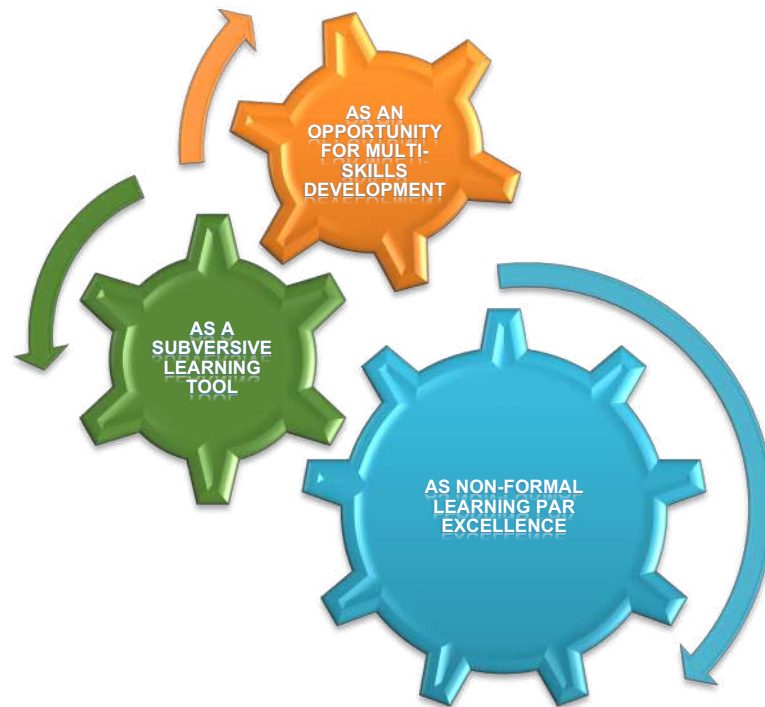 AS AN
OPPORTUNITY
FOR MULTI-
SKILLS
DEVELOPMENT
AS A
SUBVERSIVE
LEARNING
TOOL
AS NON-FORMAL
LEARNING PAR
EXCELLENCE